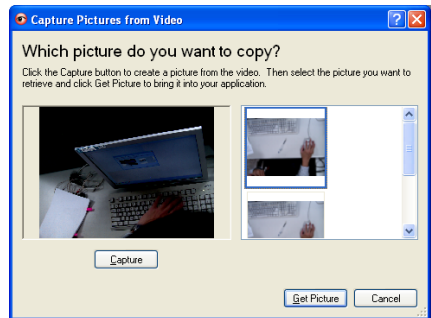 Capture Pictures from Video
Which picture do you want to copy?
Click the Capture button to create a picture from the video. Then select the picture you want to
retrieve and click Get Picture to bring it into your application.
Capture
Get Picture
Cancel